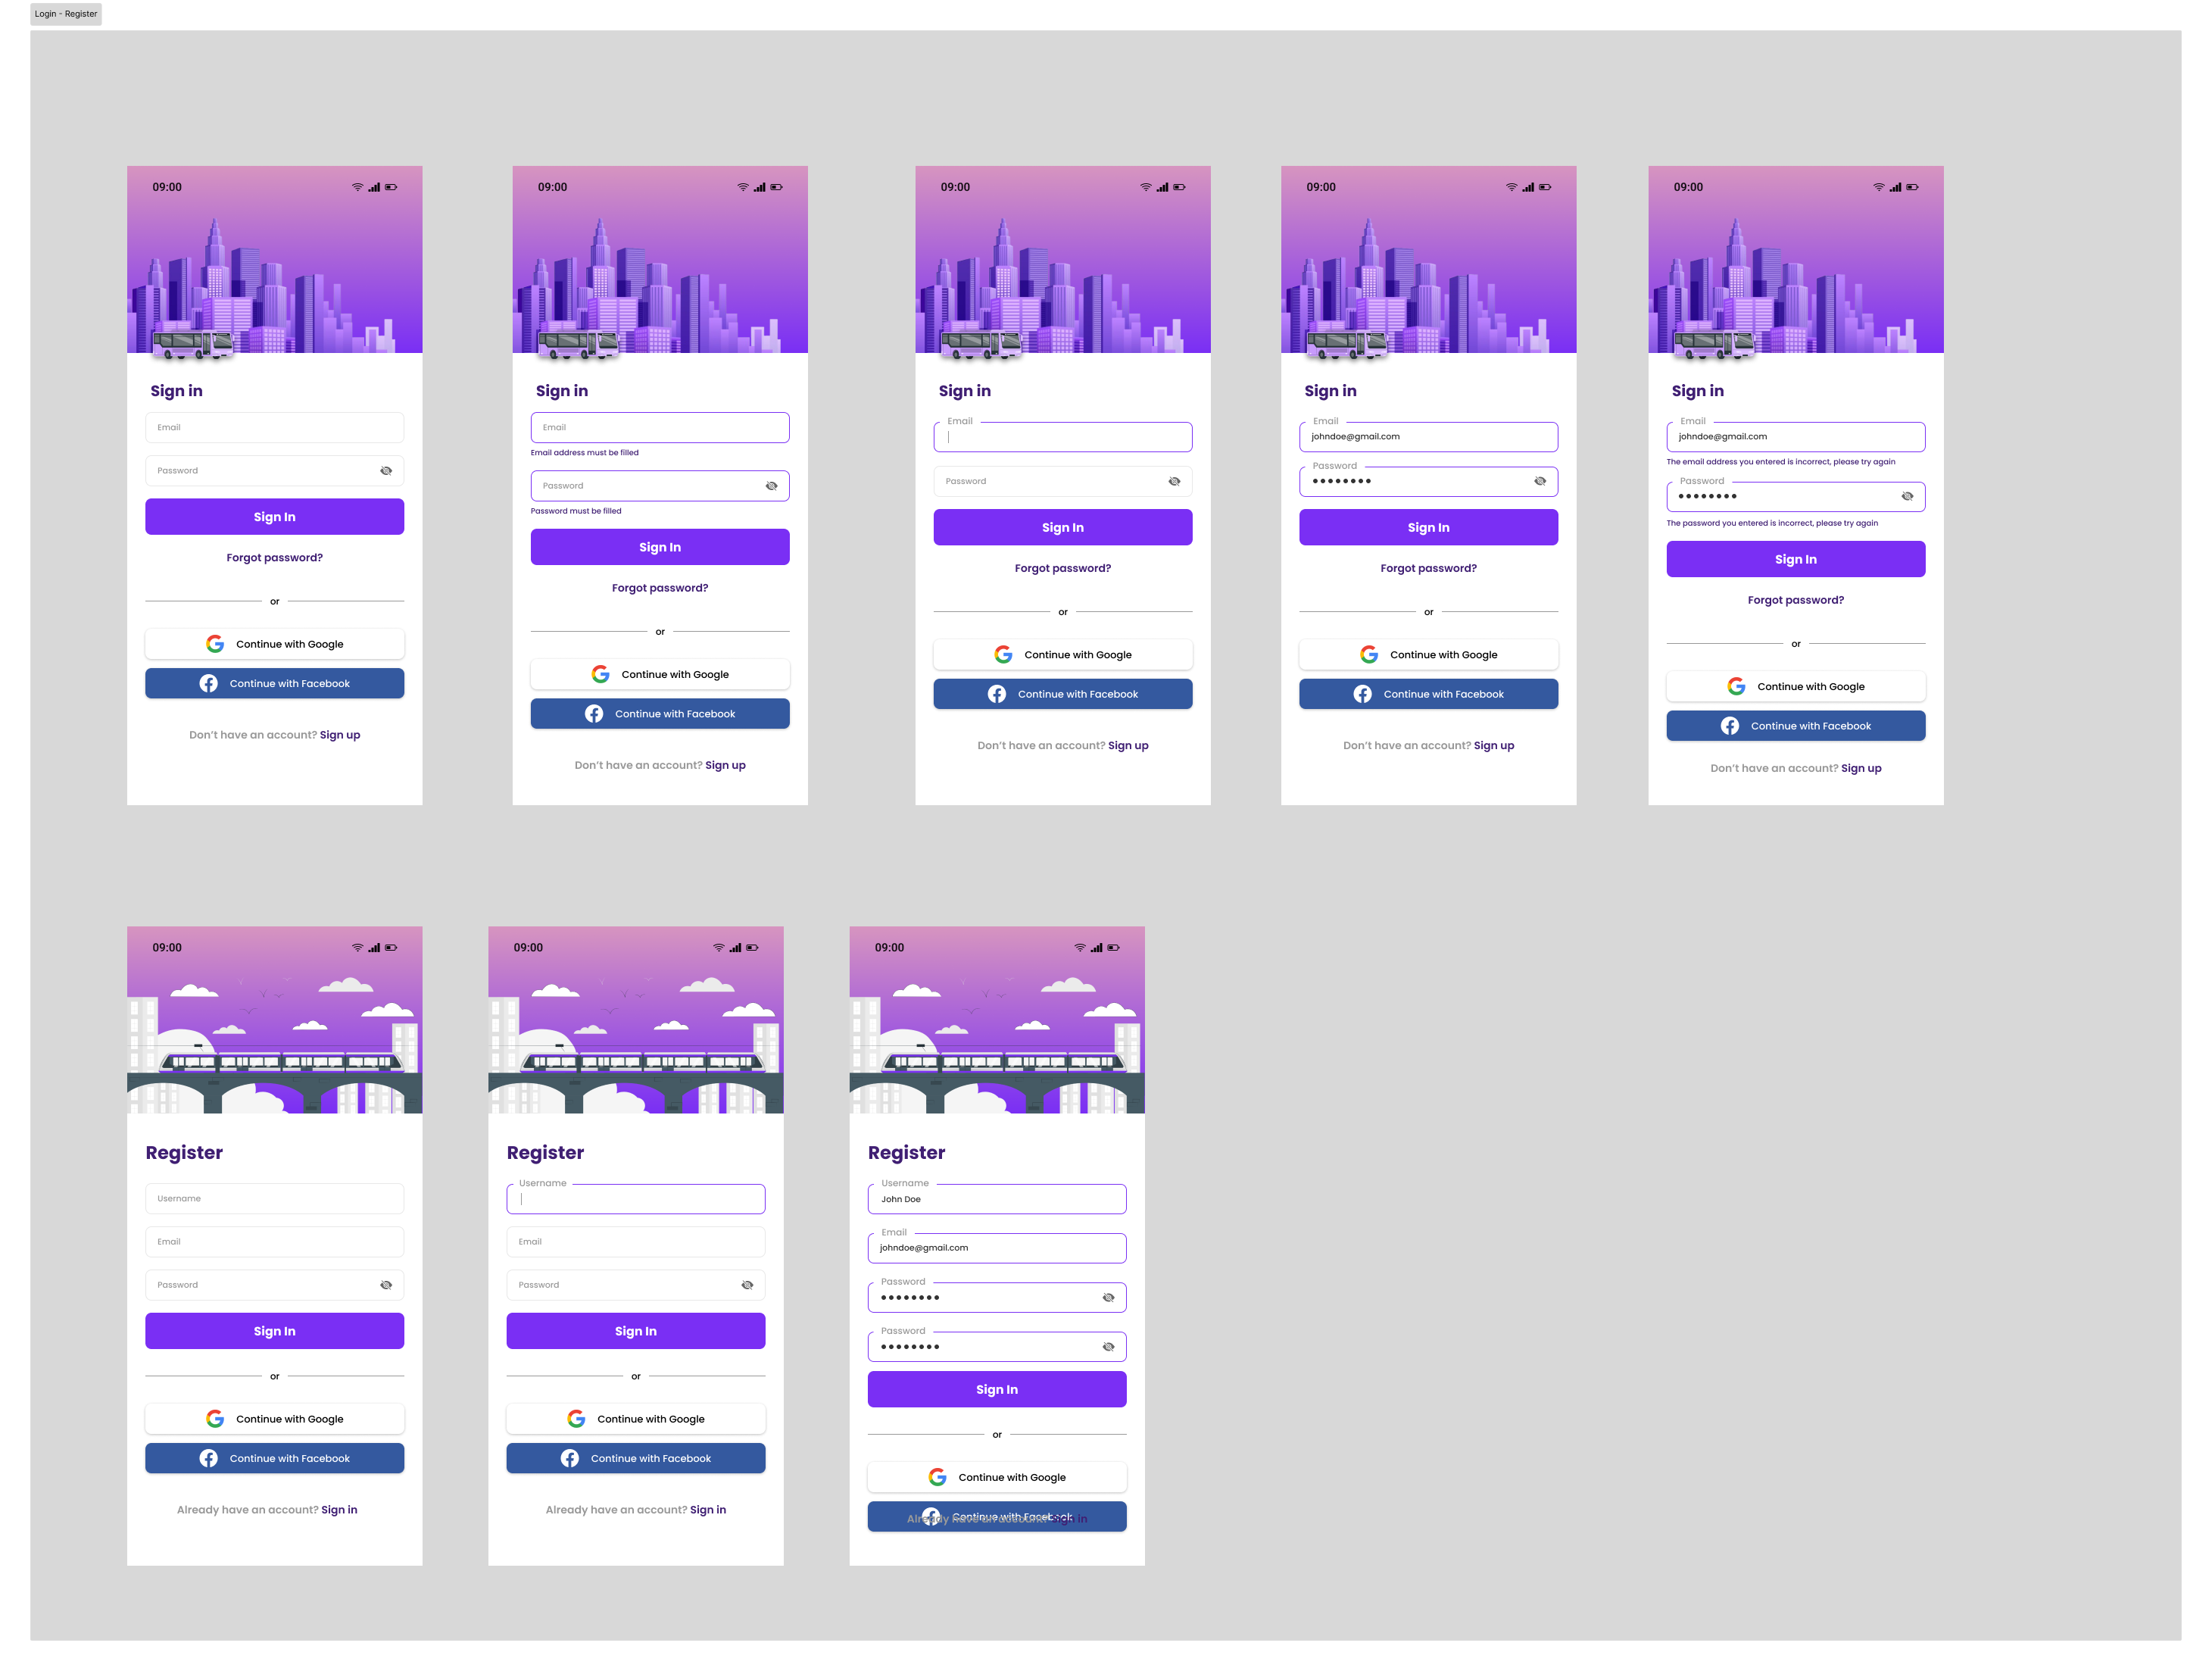 Login - Register
09:00
Sign in
Email
Password
Sign In
Forgot password?
or
Continue with Google
Continue with Facebook
Don't have an account? Sign up
09:00
Sign in
Email
Email address must be filled
Password
Password must be filled
Sign In
Forgot password?
or
Continue with Google
Continue with Facebook
Don't have an account? Sign up
09:00
Sign in
Email
Password
Sign In
Forgot password?
or
Continue with Google
Continue with Facebook
Don't have an account? Sign up
09:00
Sign in
Email
johndoe@gmail.com
Password
Sign In
Forgot password?
or
Continue with Google
Continue with Facebook
Don't have an account? Sign up
09:00
Sign in
Email
johndoe@gmail.com
The email address you entered is incorrect, please try again
Password
The password you entered is incorrect, please try again
Sign In
Forgot password?
or
Continue with Google
Continue with Facebook
Don't have an account? Sign up
09:00
Register
Username
Email
Password
Sign In
or
Continue with Google
Continue with Facebook
Already have an account? Sign in
09:00
Register
Username
Email
Password
Sign In
or
Continue with Google
Continue with Facebook
Already have an account? Sign in
09:00
Register
Username
John Doe
Email
johndoe@gmail.com
Password
Password
Sign In
or
Continue with Google
Continue with Facebook
Already have an account? Sign in